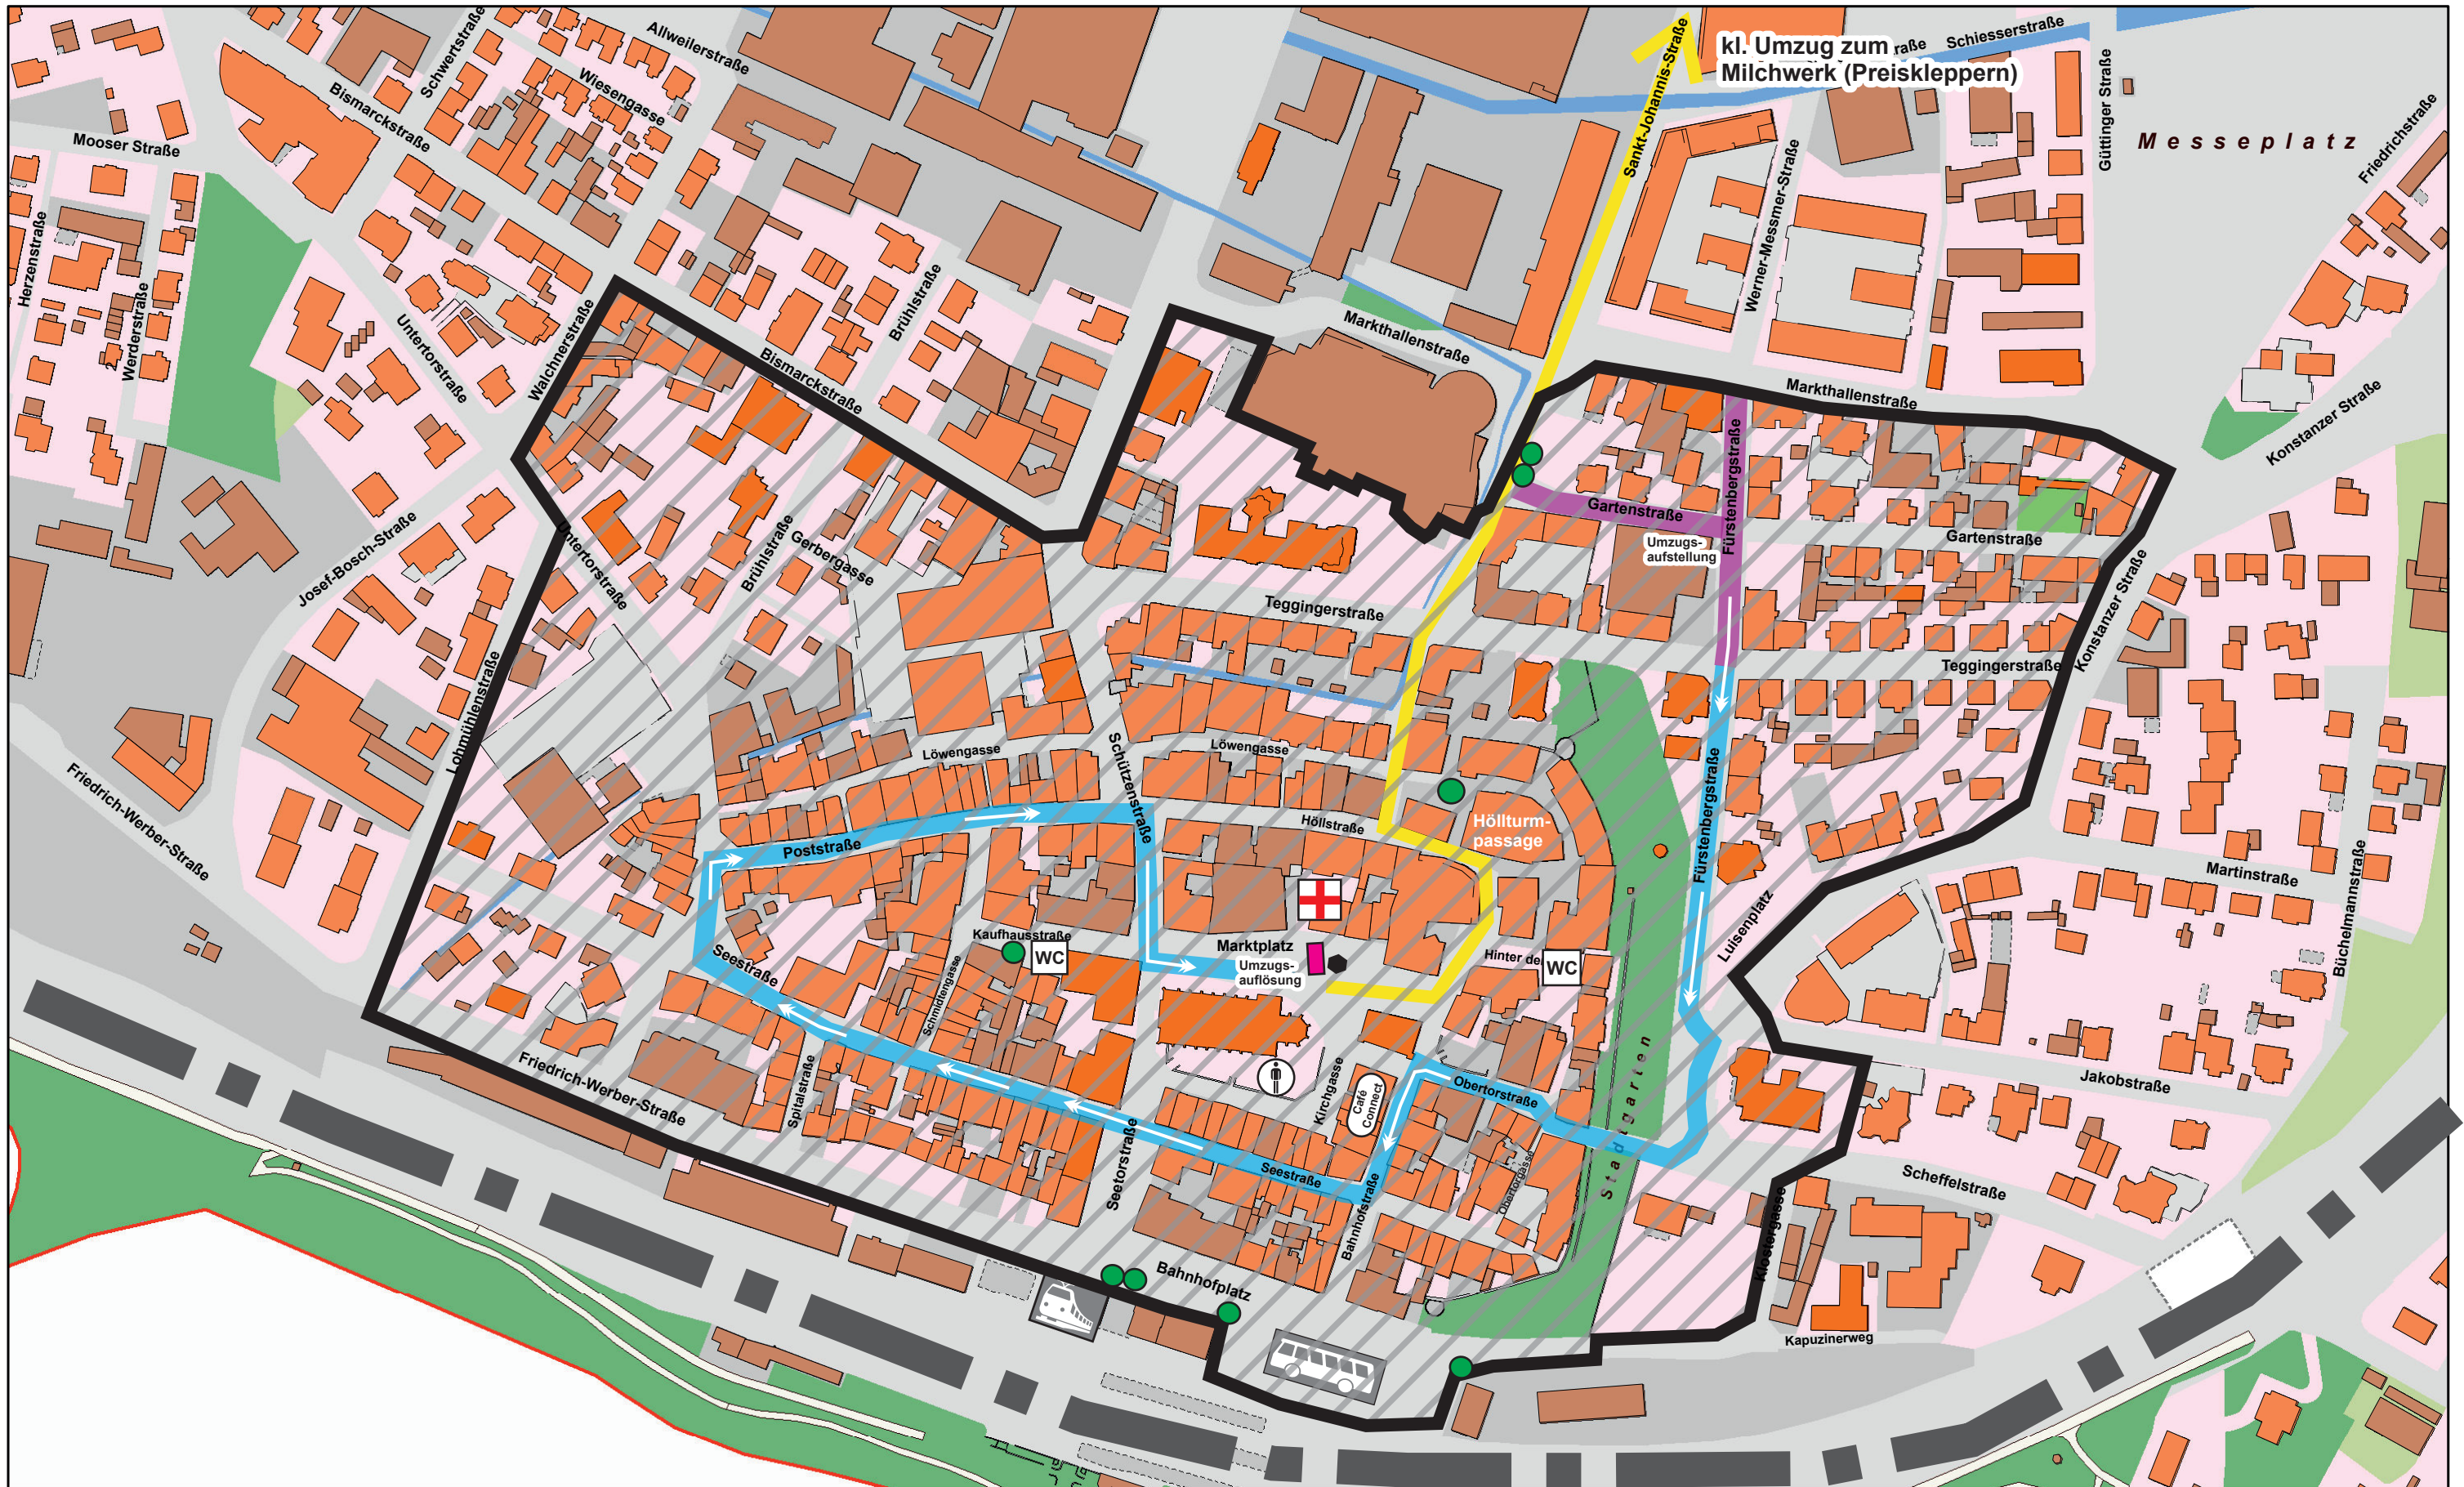 kl. Umzug zum
Milchwerk (Preiskleppern)
raße
Schiesserstraße
Allweilerstraße
Schwertstraße
Wiesengasse
Bismarckstraße
Mooser Straße
Sankt-Johannis-Straße
Werner-Messmer-Straße
Güttinger Straße
Messeplatz
Friedrichstraße
Herzenstraße
Werderstraße
Untertorstraße
Walchnerstraße
Brühlstraße
Bismarckstraße
Markthallenstraße
Markthallenstraße
Konstanzer Straße
Fürstenbergstraße
Gartenstraße
Umzugs-
aufstellung
Gartenstraße
Josef-Bosch-Straße
Untertorstraße
Brühlstraße
Gerbergasse
Teggingerstraße
Konstanzer Straße
Teggingerstraße
Lohmühlenstraße
Löwengasse
Schützenstraße
Löwengasse
Fürstenbergstraße
Friedrich-Werber-Straße
Poststraße
Höllstraße
Höllturm-
passage
Martinstraße
Büchelmannstraße
Luisenplatz
Kaufhausstraße
WC
Marktplatz
Umzugs-
auflösung
WC
Seestraße
Schmidtengasse
Friedrich-Werber-Straße
Spitalstraße
Kirchgasse
Café
Connect
Obertorstraße
Stadtgarten
Jakobstraße
Seetorstraße
Seestraße
Bahnhofstraße
Obertorgasse
Scheffelstraße
Klostergasse
Bahnhofplatz
Kapuzinerweg